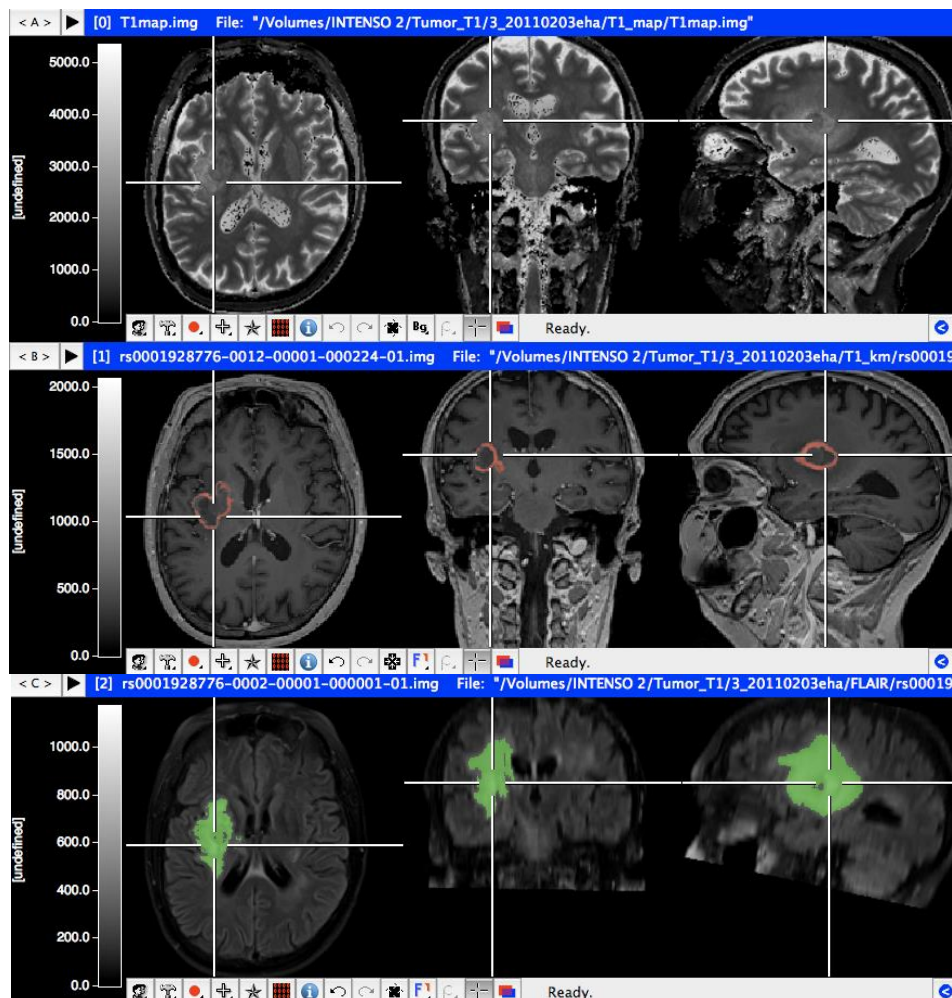 < A > [0] T1map.img File: "/Volumes/INTENSO 2/Tumor_T1/3_20110203eha/T1_map/T1map.img"
5000.0
4000.0
3000.0
2000.0
1000.0
0.0
[undefined]
Bg
Ready.
< B > [1] rs0001928776-0012-00001-000224-01.img File: "/Volumes/INTENSO 2/Tumor_T1/3_20110203eha/T1_km/rs00019
2000.0
1500.0
1000.0
500.0
0.0
[undefined]
F
Ready.
< C > [2] rs0001928776-0002-00001-000001-01.img File: "/Volumes/INTENSO 2/Tumor_T1/3_20110203eha/FLAIR/rs00019
1000.0
800.0
600.0
400.0
200.0
0.0
[undefined]
F
Ready.